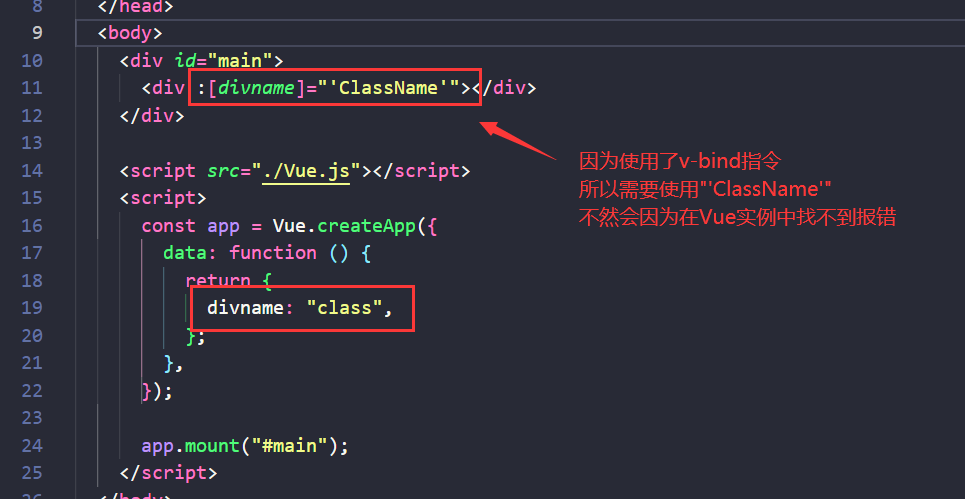 8 </head>
9 <body>
10 <div id="main">
11 <div :[divname]="'ClassName'"></div>
12 </div>
13
14 <script src="./Vue.js"></script>
15 <script>
16 const app = Vue.createApp({
17 data: function () {
18 return {
19 divname: "class",
20 };
21 },
22 });
23
24 app.mount("#main");
25 </script>
26 </body>
因为使用了v-bind指令
所以需要使用"'ClassName'"
不然会因为在Vue实例中找不到报错